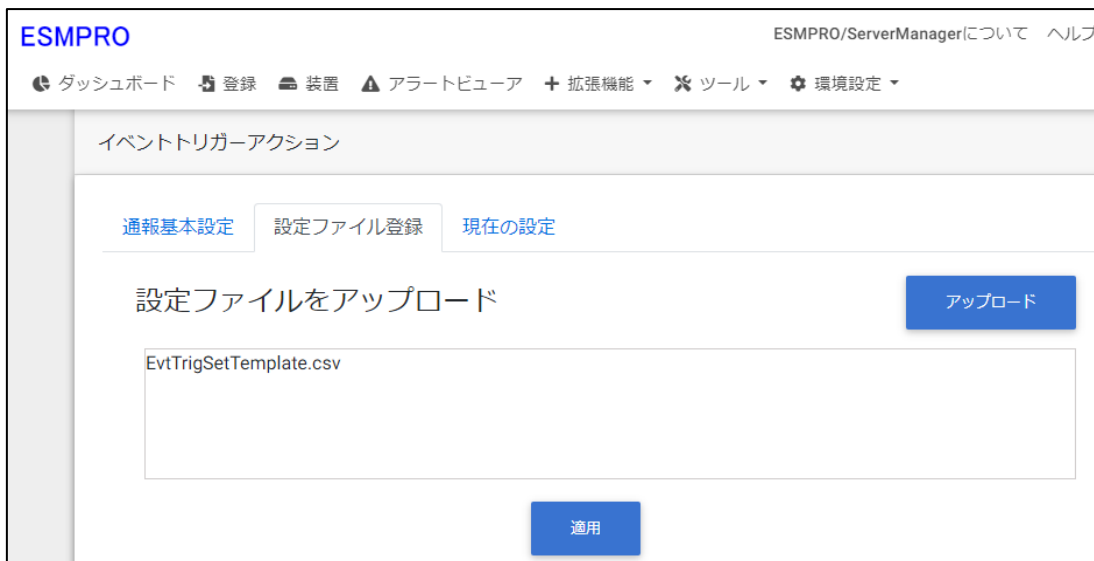 ESMPRO
ESMPRO/ServerManagerについて ヘルプ
ダッシュボード 登録 装置 アラートビューア 拡張機能 ツール 環境設定
イベントトリガーアクション
通報基本設定 設定ファイル登録 現在の設定
設定ファイルをアップロード
アップロード
EvtTrigSetTemplate.csv
適用